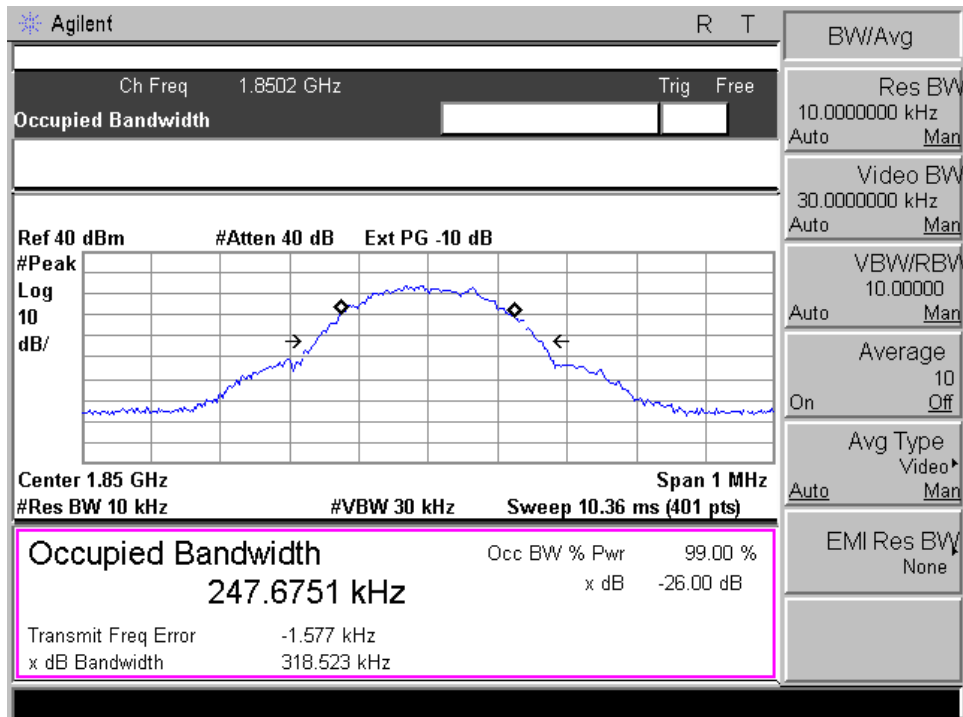 Agilent
R T
Ch Freq 1.8502 GHz
Trig Free
Occupied Bandwidth
Ref 40 dBm #Atten 40 dB Ext PG -10 dB
#Peak
Log
10
dB/
Center 1.85 GHz
Span 1 MHz
#Res BW 10 kHz #VBW 30 kHz Sweep 10.36 ms (401 pts)
Occupied Bandwidth
247.6751 kHz
Occ BW % Pwr 99.00 %
x dB -26.00 dB
Transmit Freq Error -1.577 kHz
x dB Bandwidth 318.523 kHz
BW/Avg
Res BW
10.0000000 kHz
Auto Man
Video BW
30.0000000 kHz
Auto Man
VBW/RBW
10.00000
Auto Man
Average
10
On Off
Avg Type
Video
Auto Man
EMI Res BW
None